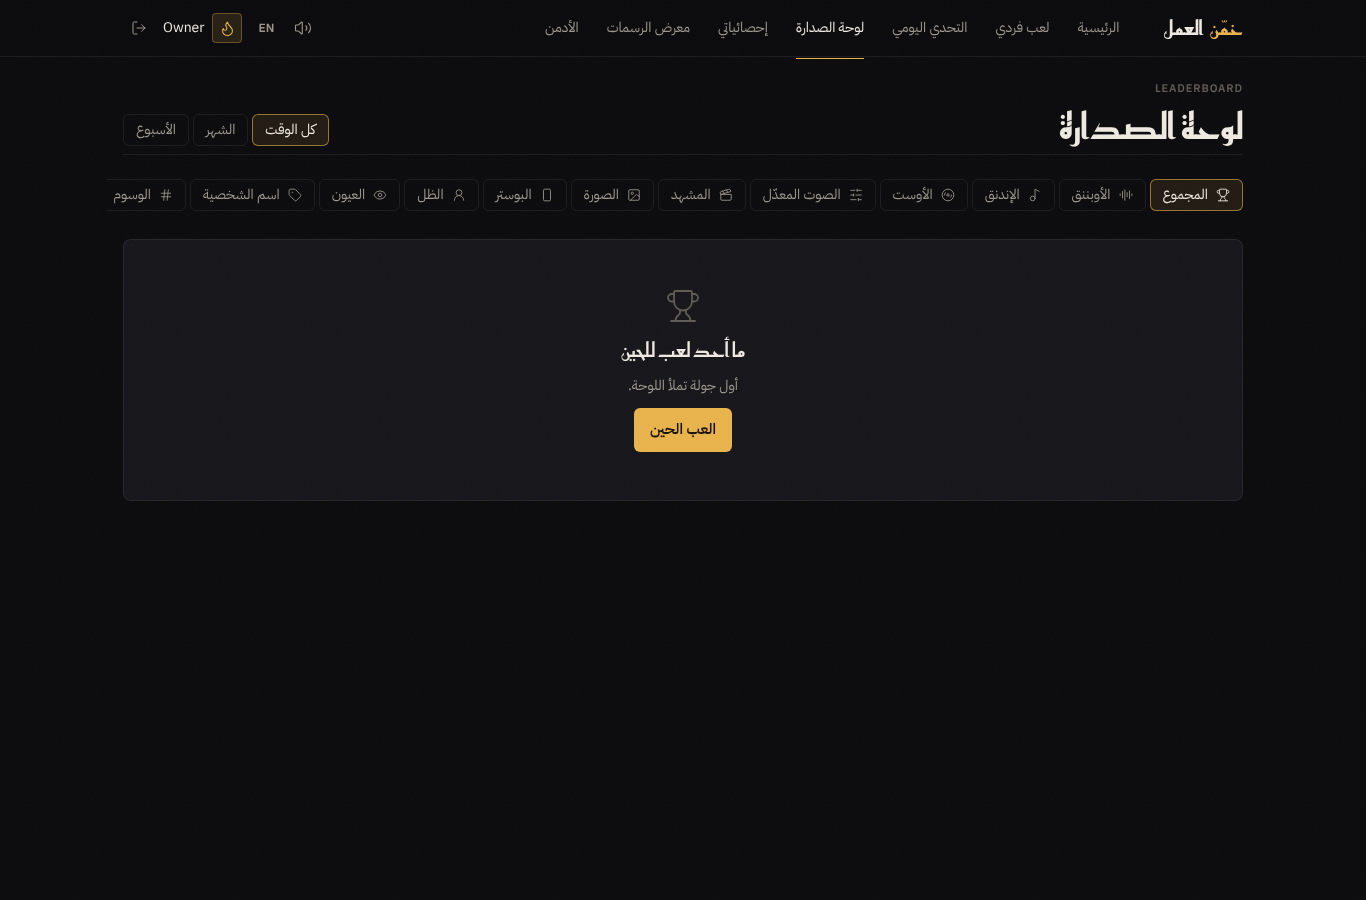 خمّن العمل
الرئيسية
لعب فردي
التحدي اليومي
لوحة الصدارة
إحصائياتي
معرض الرسمات
الأدمن
EN
Owner
LEADERBOARD
لوحة الصدارة
كل الوقت
الشهر
الأسبوع
المجموع
الأوبننق
الإندنق
الأوست
الصوت المعدّل
المشهد
الصورة
البوستر
الظل
العيون
اسم الشخصية
الوسوم
ما أحد لعب للحين
أول جولة تملأ اللوحة.
العب الحين